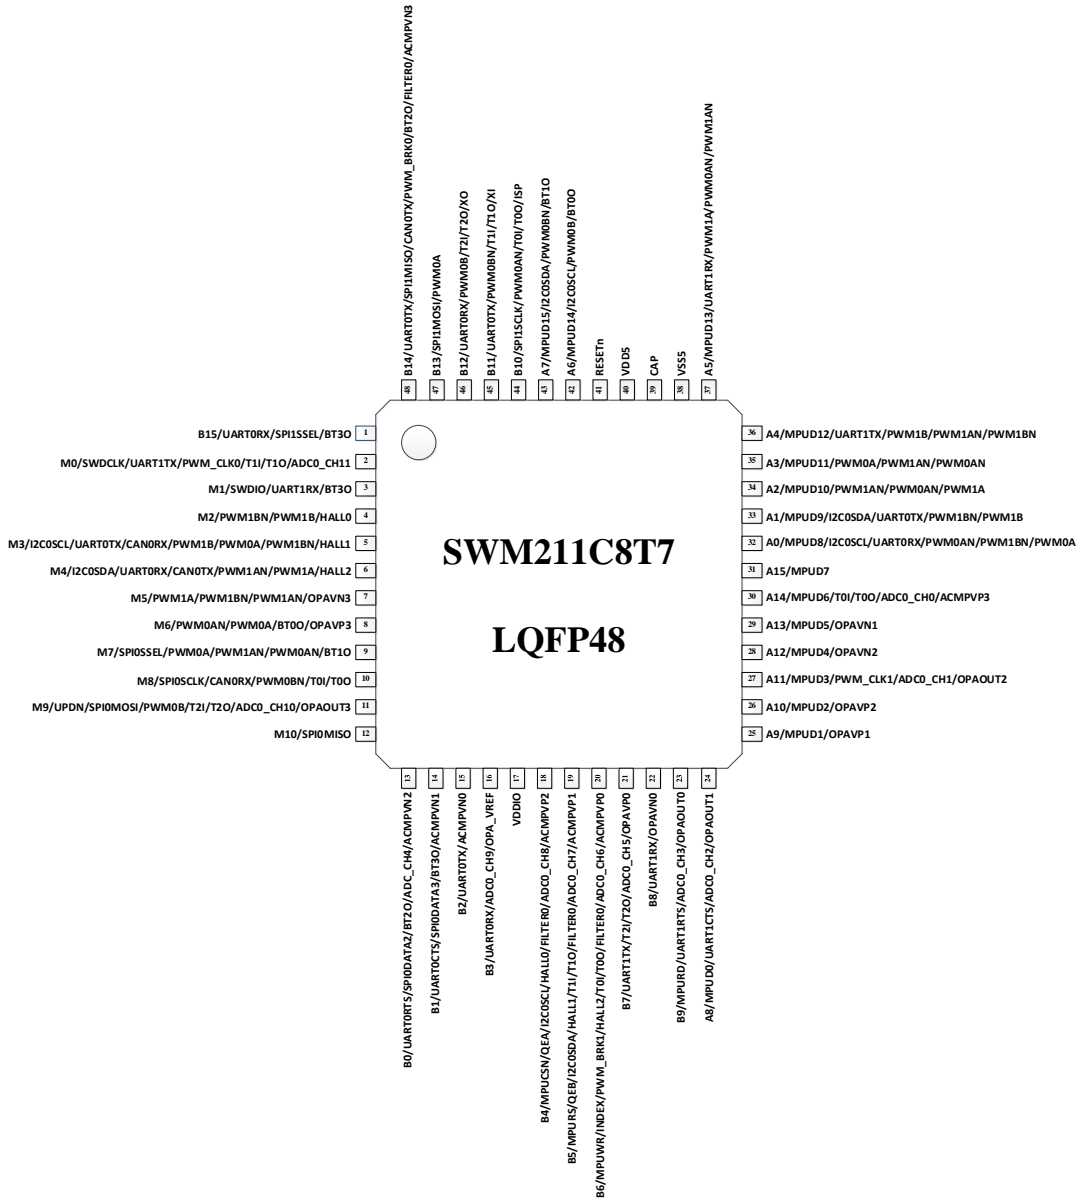 B14/UART0TX/SPI1MISO/CAN0TX/PWM_BRK0/BT2O/FILTER0/ACMPVN3
B13/SPI1MOSI/PWM0A
B12/UART0RX/PWM0B/T2I/T2O/XO
B11/UART0TX/PWM0BN/T1I/T1O/XI
B10/SPI1SCLK/PWM0AN/T0I/T0O/ISP
A7/MPUD15/I2C0SDA/PWM0BN/BT1O
A6/MPUD14/I2C0SCL/PWM0B/BT0O
RESETn
VDD5
CAP
VSS5
A5/MPUD13/UART1RX/PWM1A/PWM0AN/PWM1AN
48
47
46
45
44
43
42
41
40
39
38
37
B15/UART0RX/SPI1SSEL/BT3O 1
M0/SWDCLK/UART1TX/PWM_CLK0/T1I/T1O/ADC0_CH11 2
M1/SWDIO/UART1RX/BT3O 3
M2/PWM1BN/PWM1B/HALL0 4
M3/I2C0SCL/UART0TX/CAN0RX/PWM1B/PWM0A/PWM1BN/HALL1 5
M4/I2C0SDA/UART0RX/CAN0TX/PWM1AN/PWM1A/HALL2 6
M5/PWM1A/PWM1BN/PWM1AN/OPAVN3 7
M6/PWM0AN/PWM0A/BT0O/OPAVP3 8
M7/SPI0SSEL/PWM0A/PWM1AN/PWM0AN/BT1O 9
M8/SPI0SCLK/CAN0RX/PWM0BN/T0I/T0O 10
M9/UPDN/SPI0MOSI/PWM0B/T2I/T2O/ADC0_CH10/OPAOUT3 11
M10/SPI0MISO 12
SWM211C8T7
LQFP48
36 A4/MPUD12/UART1TX/PWM1B/PWM1AN/PWM1BN
35 A3/MPUD11/PWM0A/PWM1AN/PWM0AN
34 A2/MPUD10/PWM1AN/PWM0AN/PWM1A
33 A1/MPUD9/I2C0SDA/UART0TX/PWM1BN/PWM1B
32 A0/MPUD8/I2C0SCL/UART0RX/PWM0AN/PWM1BN/PWM0A
31 A15/MPUD7
30 A14/MPUD6/T0I/T0O/ADC0_CH0/ACMPVP3
29 A13/MPUD5/OPAVN1
28 A12/MPUD4/OPAVN2
27 A11/MPUD3/PWM_CLK1/ADC0_CH1/OPAOUT2
26 A10/MPUD2/OPAVP2
25 A9/MPUD1/OPAVP1
13
14
15
16
17
18
19
20
21
22
23
24
B0/UART0RTS/SPI0DATA2/BT2O/ADC_CH4/ACMPVN2
B1/UART0CTS/SPI0DATA3/BT3O/ACMPVN1
B2/UART0TX/ACMPVN0
B3/UART0RX/ADC0_CH9/OPA_VREF
VDDIO
B4/MPUCSN/QEA/I2C0SCL/HALL0/FILTER0/ADC0_CH8/ACMPVP2
B5/MPURS/QEB/I2C0SDA/HALL1/T1I/T1O/FILTER0/ADC0_CH7/ACMPVP1
B6/MPUWR/INDEX/PWM_BRK1/HALL2/T0I/T0O/FILTER0/ADC0_CH6/ACMPVP0
B7/UART1TX/T2I/T2O/ADC0_CH5/OPAVP0
B8/UART1RX/OPAVN0
B9/MPURD/UART1RTS/ADC0_CH3/OPAOUT0
A8/MPUD0/UART1CTS/ADC0_CH2/OPAOUT1